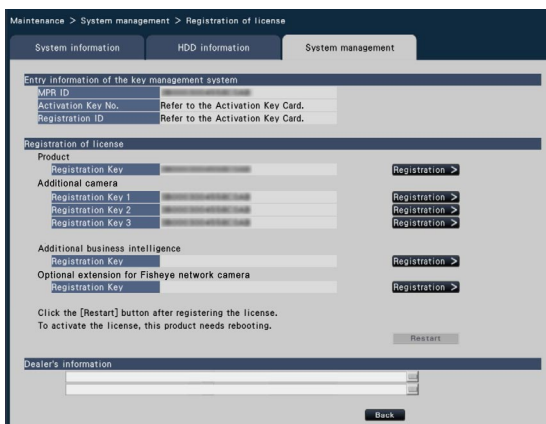 Maintenance > System management > Registration of license
System information HDD information System management
Entry information of the key management system
MPR ID
Activation Key No. Refer to the Activation Key Card.
Registration ID Refer to the Activation Key Card.
Registration of license
Product
Registration Key Registration >
Additional camera
Registration Key 1 Registration >
Registration Key 2 Registration >
Registration Key 3 Registration >
Additional business intelligence
Registration Key Registration >
Optional extension for Fisheye network camera
Registration Key Registration >
Click the [Restart] button after registering the license.
To activate the license, this product needs rebooting.
Restart
Dealer's information
Back